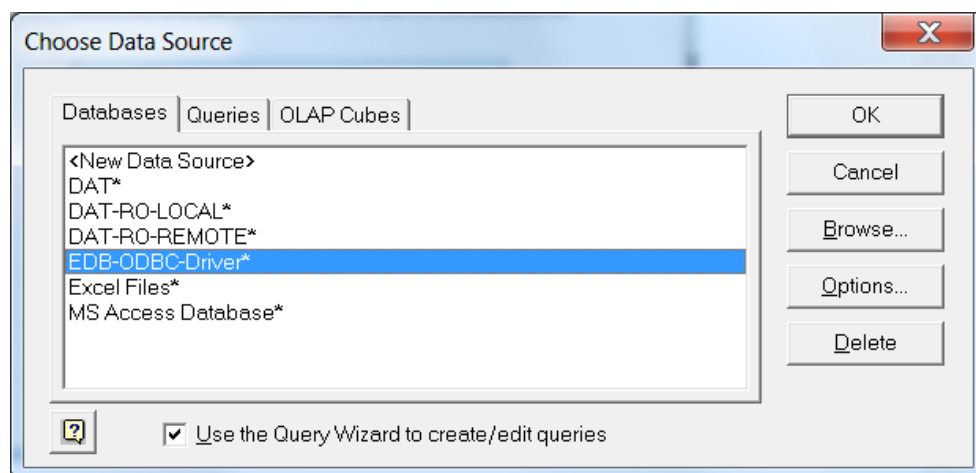 Choose Data Source
Databases Queries OLAP Cubes
<New Data Source>
DAT*
DAT-RO-LOCAL*
DAT-RO-REMOTE*
EDB-ODBC-Driver*
Excel Files*
MS Access Database*
OK
Cancel
Browse...
Options...
Delete
Use the Query Wizard to create/edit queries